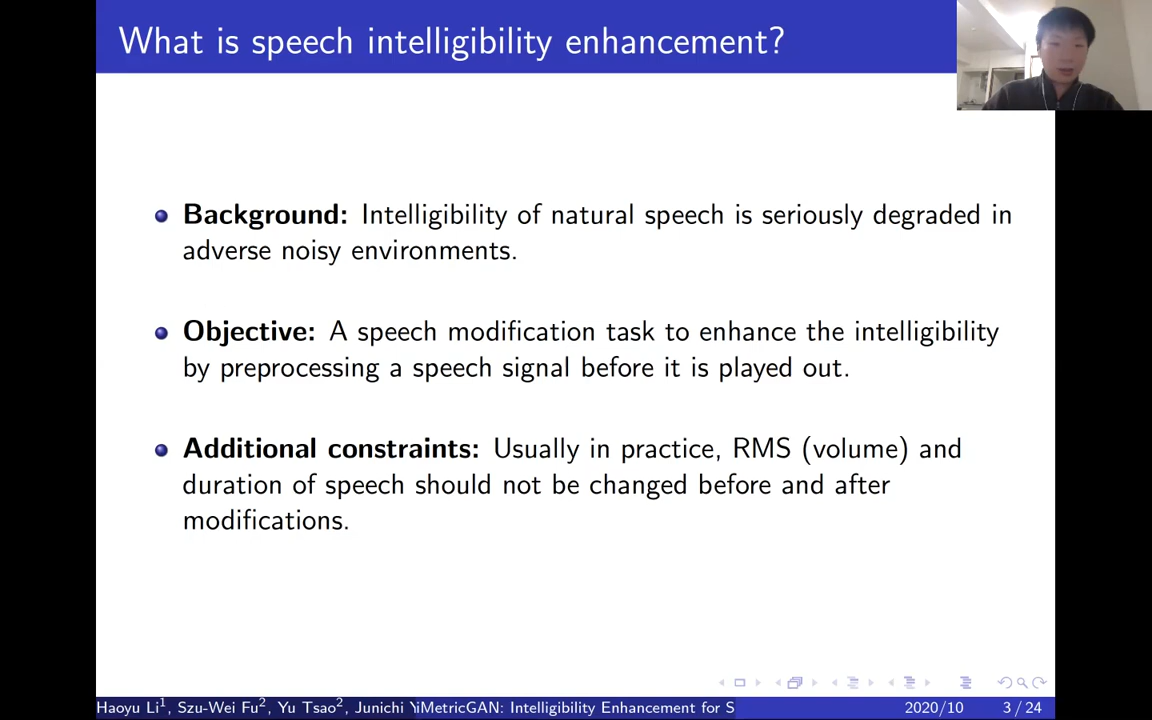 What is speech intelligibility enhancement?
Background: Intelligibility of natural speech is seriously degraded in
adverse noisy environments.
Objective: A speech modification task to enhance the intelligibility
by preprocessing a speech signal before it is played out.
Additional constraints: Usually in practice, RMS (volume) and
duration of speech should not be changed before and after
modifications.
Haoyu Li¹, Szu-Wei Fu², Yu Tsao², Junichi Y iMetricGAN: Intelligibility Enhancement for S 2020/10 3 / 24